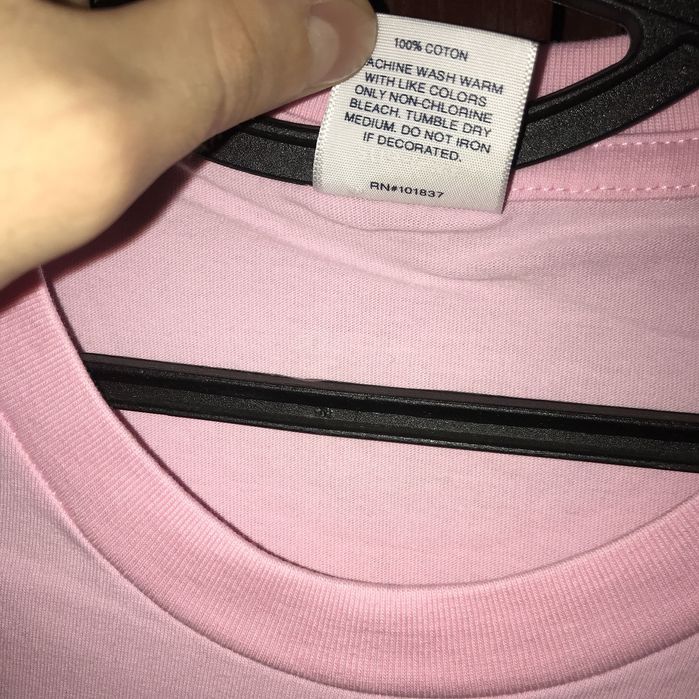 100% COTON
ACHINE WASH WARM
WITH LIKE COLORS
ONLY NON-CHLORINE
BLEACH. TUMBLE DRY
MEDIUM. DO NOT IRON
IF DECORATED.
RN#101837